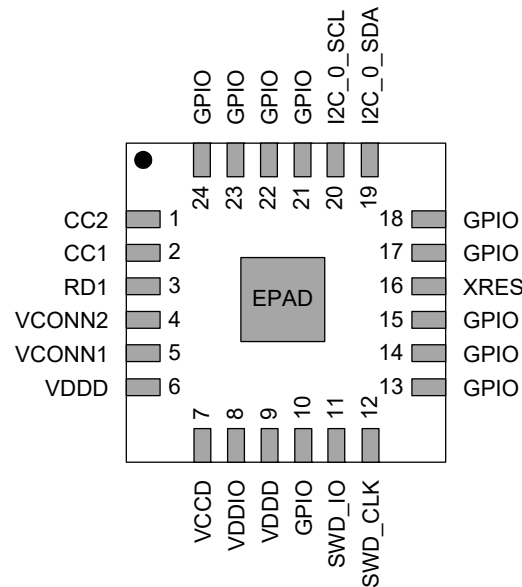 GPIO
GPIO
GPIO
GPIO
I2C_0_SCL
I2C_0_SDA
24
23
22
21
20
19
CC2 1
CC1 2
RD1 3
VCONN2 4
VCONN1 5
VDDD 6
EPAD
18 GPIO
17 GPIO
16 XRES
15 GPIO
14 GPIO
13 GPIO
7
8
9
10
11
12
VCCD
VDDIO
VDDD
GPIO
SWD_IO
SWD_CLK